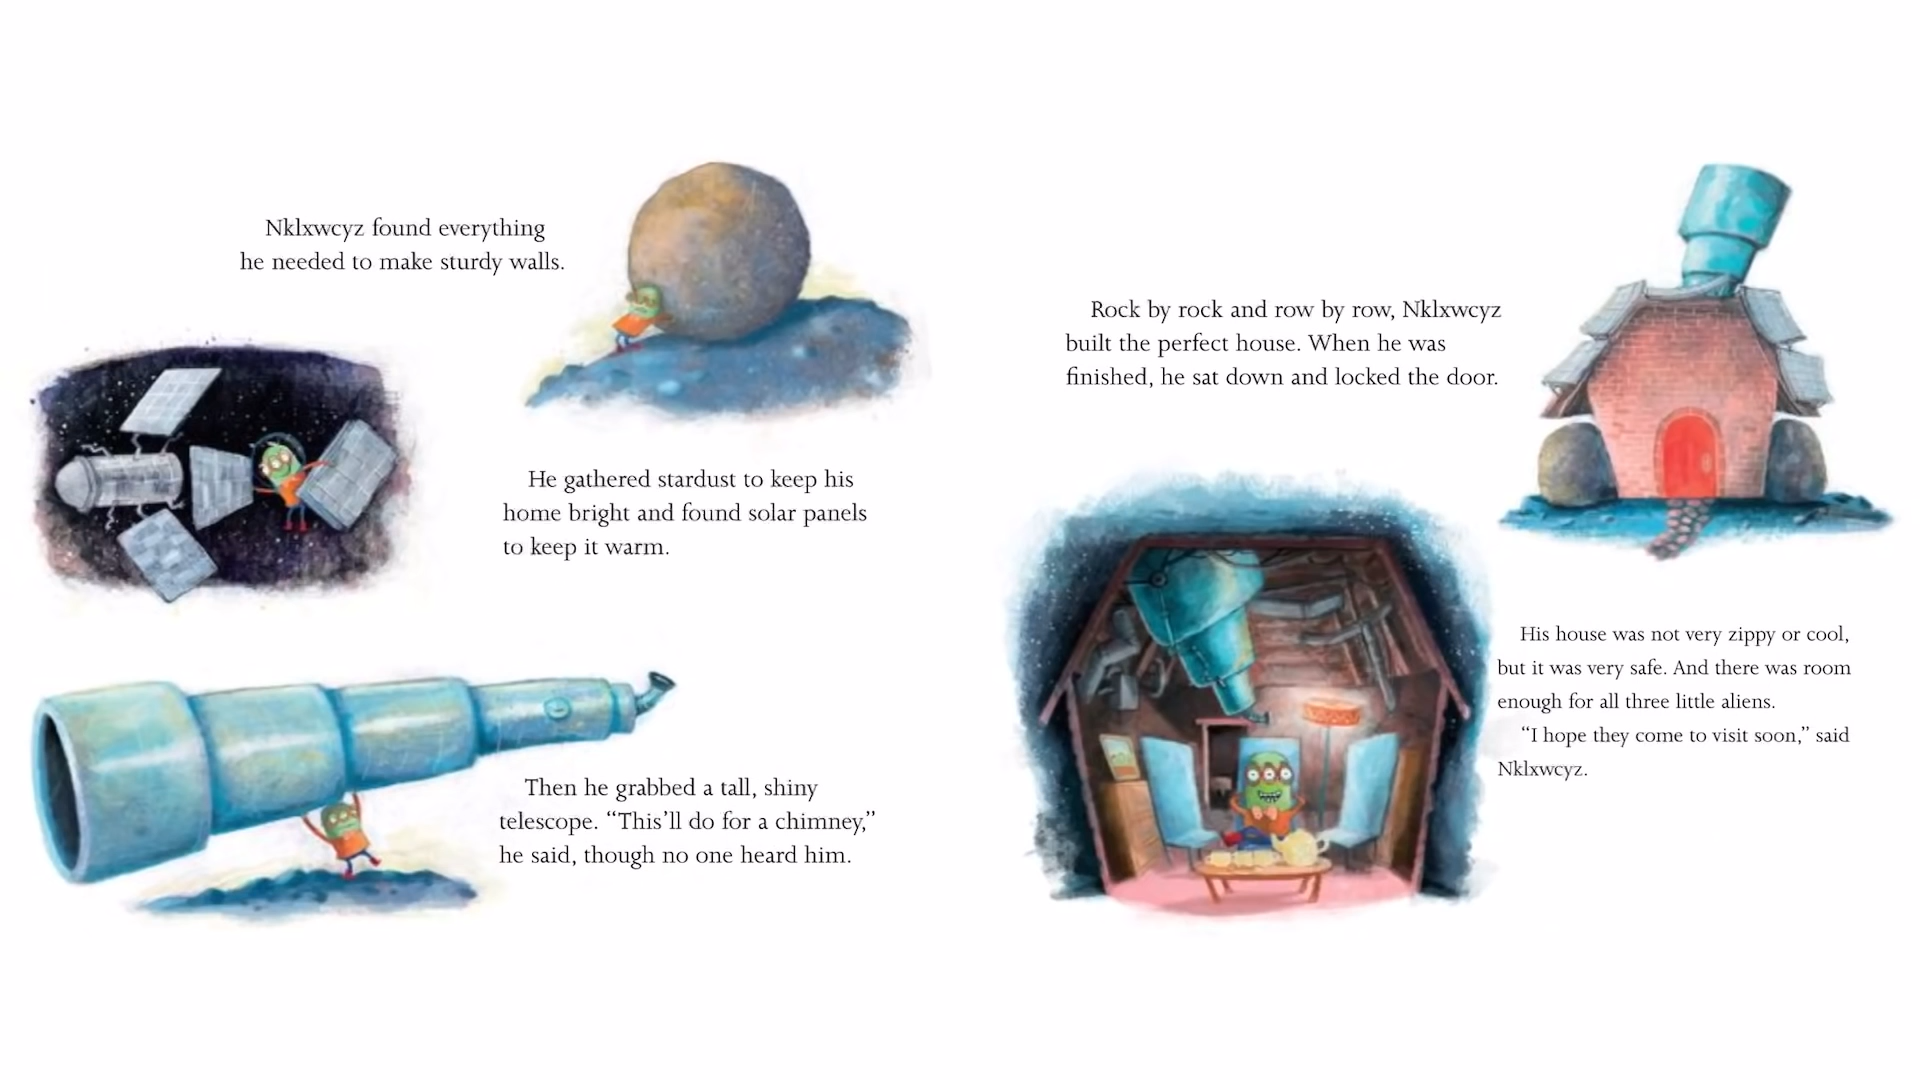 Nklxwcyz found everything
he needed to make sturdy walls.
He gathered stardust to keep his
home bright and found solar panels
to keep it warm.
Then he grabbed a tall, shiny
telescope. “This’ll do for a chimney,”
he said, though no one heard him.
Rock by rock and row by row, Nklxwcyz
built the perfect house. When he was
finished, he sat down and locked the door.
His house was not very zippy or cool,
but it was very safe. And there was room
enough for all three little aliens.
“I hope they come to visit soon,” said
Nklxwcyz.